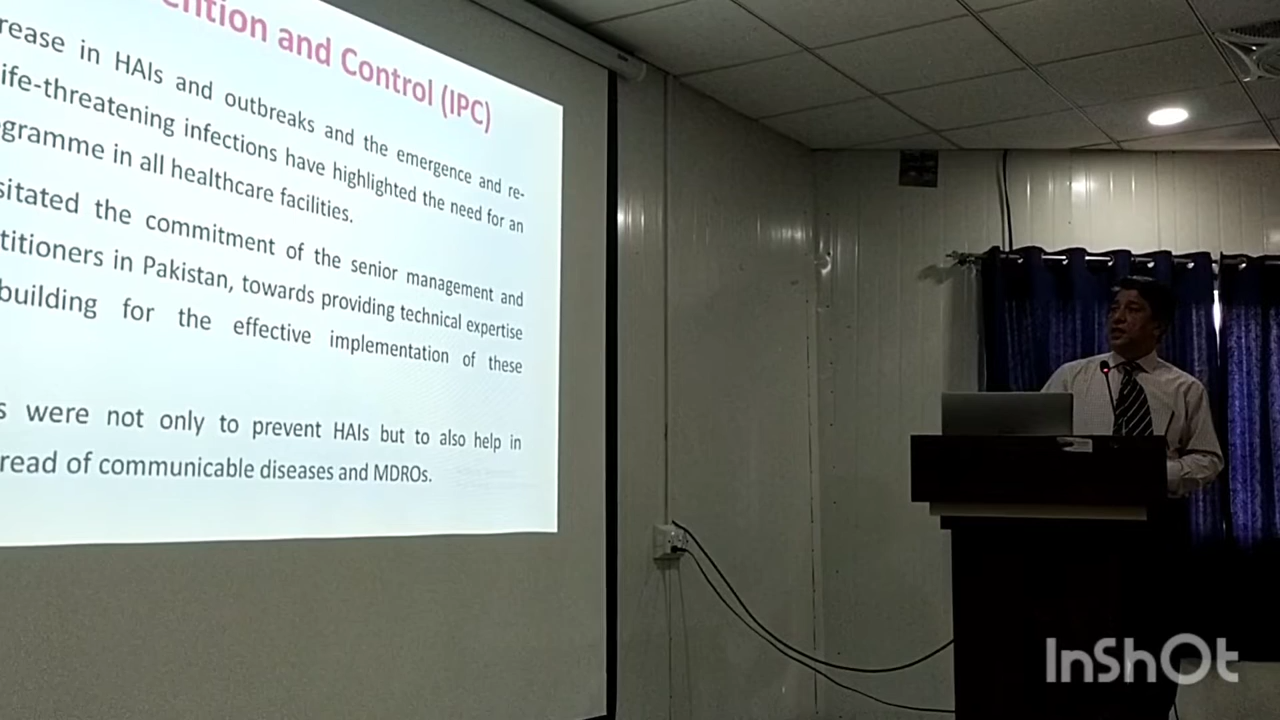 ention and Control (IPC)
rease in HAIs and outbreaks and the emergence and re-
ife-threatening infections have highlighted the need for an
gramme in all healthcare facilities.
sitated the commitment of the senior management and
titioners in Pakistan, towards providing technical expertise
building for the effective implementation of these
s were not only to prevent HAIs but to also help in
read of communicable diseases and MDROs.
InShOt